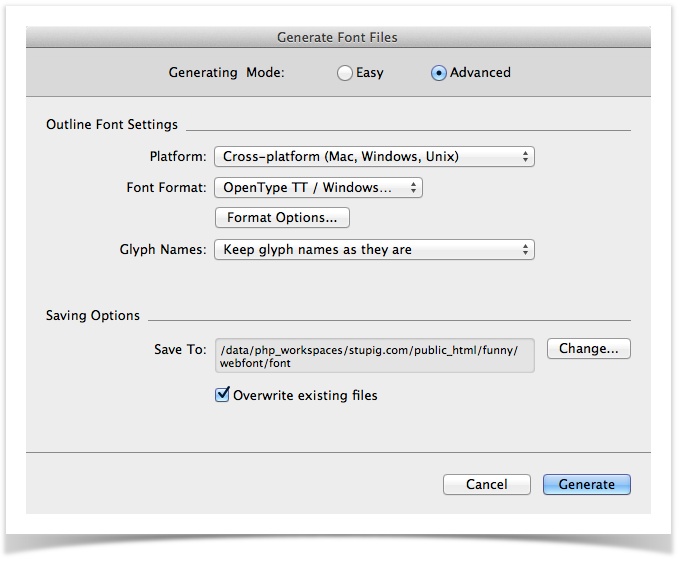 Generate Font Files
Generating Mode: Easy Advanced
Outline Font Settings
Platform: Cross-platform (Mac, Windows, Unix)
Font Format: OpenType TT / Windows...
Format Options...
Glyph Names: Keep glyph names as they are
Saving Options
Save To: /data/php_workspaces/stupig.com/public_html/funny/ Change...
webfont/font
Overwrite existing files
Cancel Generate